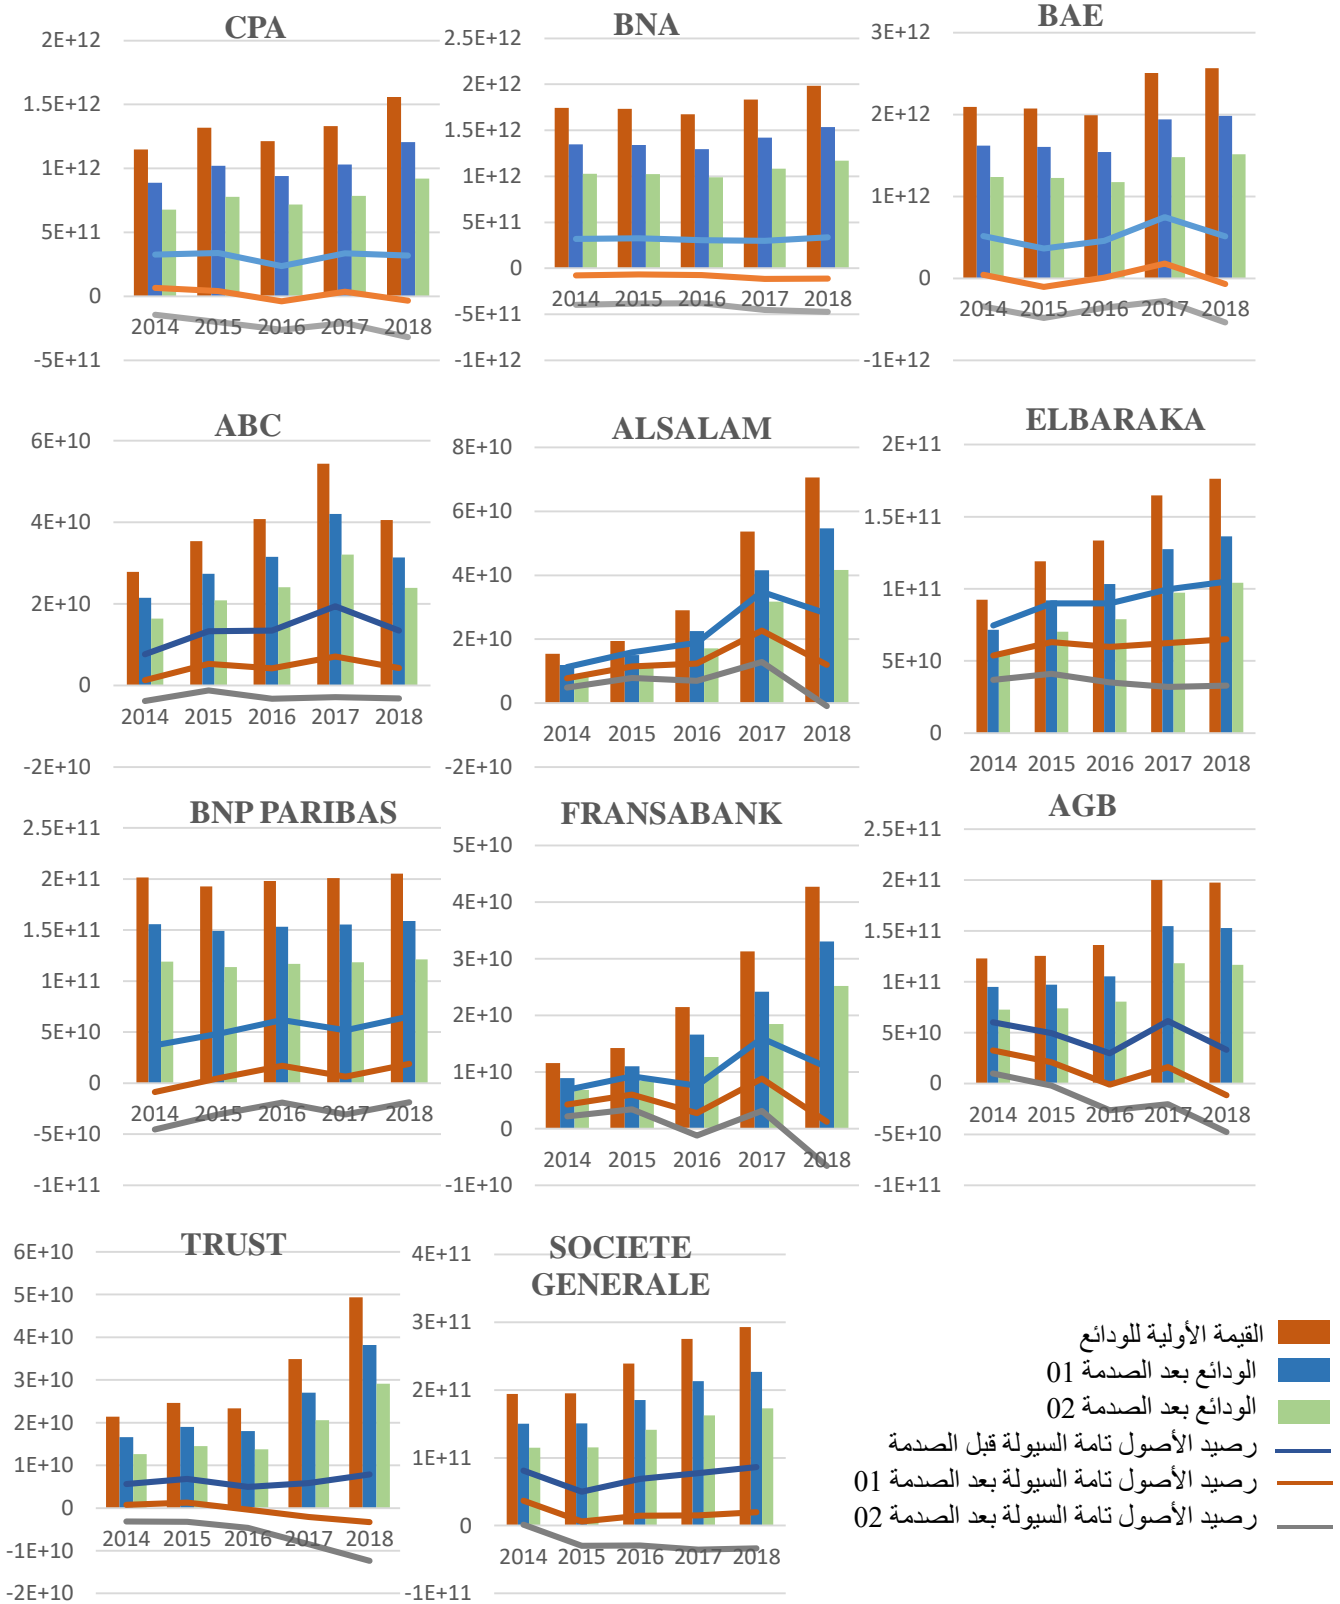 CPA
2E+12
1.5E+12
1E+12
5E+11
0
-5E+11
2014 2015 2016 2017 2018
BNA
2.5E+12
2E+12
1.5E+12
1E+12
5E+11
0
-5E+11
-1E+12
2014 2015 2016 2017 2018
BAE
3E+12
2E+12
1E+12
0
-1E+12
2014 2015 2016 2017 2018
ABC
6E+10
4E+10
2E+10
0
-2E+10
2014 2015 2016 2017 2018
ALSALAM
8E+10
6E+10
4E+10
2E+10
0
-2E+10
2014 2015 2016 2017 2018
ELBARAKA
2E+11
1.5E+11
1E+11
5E+10
0
2014 2015 2016 2017 2018
BNP PARIBAS
2.5E+11
2E+11
1.5E+11
1E+11
5E+10
0
-5E+10
-1E+11
2014 2015 2016 2017 2018
FRANSABANK
5E+10
4E+10
3E+10
2E+10
1E+10
0
-1E+10
2014 2015 2016 2017 2018
AGB
2.5E+11
2E+11
1.5E+11
1E+11
5E+10
0
-5E+10
-1E+11
2014 2015 2016 2017 2018
TRUST
6E+10
5E+10
4E+10
3E+10
2E+10
1E+10
0
-1E+10
-2E+10
2014 2015 2016 2017 2018
SOCIETE
GENERALE
4E+11
3E+11
2E+11
1E+11
0
-1E+11
2014 2015 2016 2017 2018
القيمة الأولية للودائع
الودائع بعد الصدمة 01
الودائع بعد الصدمة 02
رصيد الأصول تامة السيولة قبل الصدمة
رصيد الأصول تامة السيولة بعد الصدمة 01
رصيد الأصول تامة السيولة بعد الصدمة 02